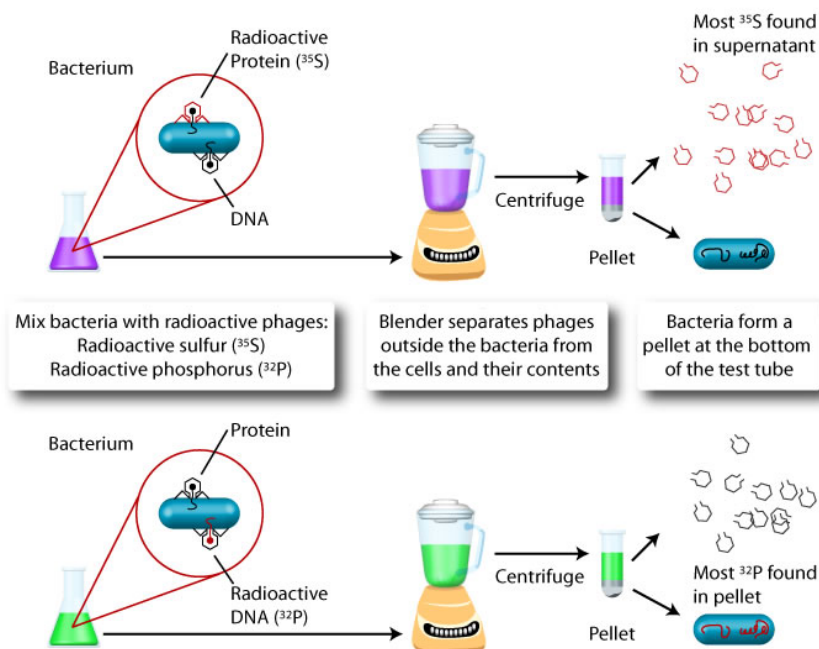 Radioactive
Protein (³⁵S)
Bacterium
DNA
Centrifuge
Pellet
Most ³⁵S found
in supernatant
Mix bacteria with radioactive phages:
Radioactive sulfur (³⁵S)
Radioactive phosphorus (³²P)
Blender separates phages
outside the bacteria from
the cells and their contents
Bacteria form a
pellet at the bottom
of the test tube
Bacterium
Protein
Radioactive
DNA (³²P)
Centrifuge
Pellet
Most ³²P found
in pellet